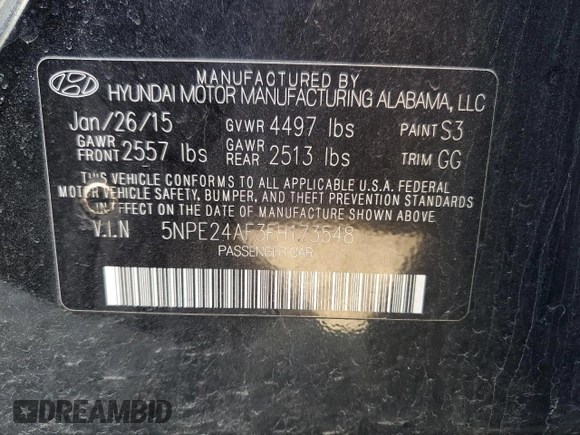 MANUFACTURED BY
HYUNDAI MOTOR MANUFACTURING ALABAMA, LLC
Jan/26/15 GVWR 4497 lbs PAINT S3
GAWR FRONT 2557 lbs GAWR REAR 2513 lbs TRIM GG
THIS VEHICLE CONFORMS TO ALL APPLICABLE U.S.A. FEDERAL
MOTOR VEHICLE SAFETY, BUMPER, AND THEFT PREVENTION STANDARDS
IN EFFECT ON THE DATE OF MANUFACTURE SHOWN ABOVE.
V.I.N 5NPE24AF3FH173548
PASSENGER CAR
DREAMBID